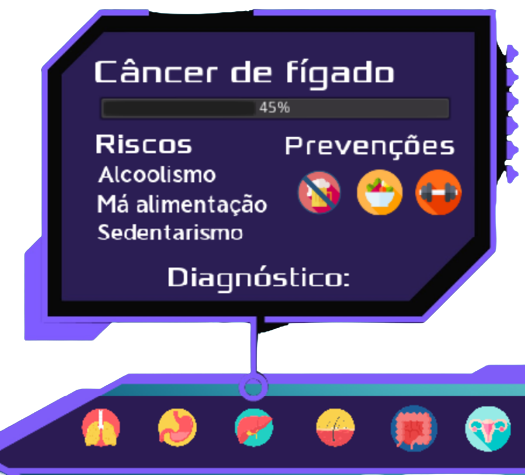 Câncer de fígado
45%
Riscos
Alcoolismo
Má alimentação
Sedentarismo
Prevenções
Diagnóstico: